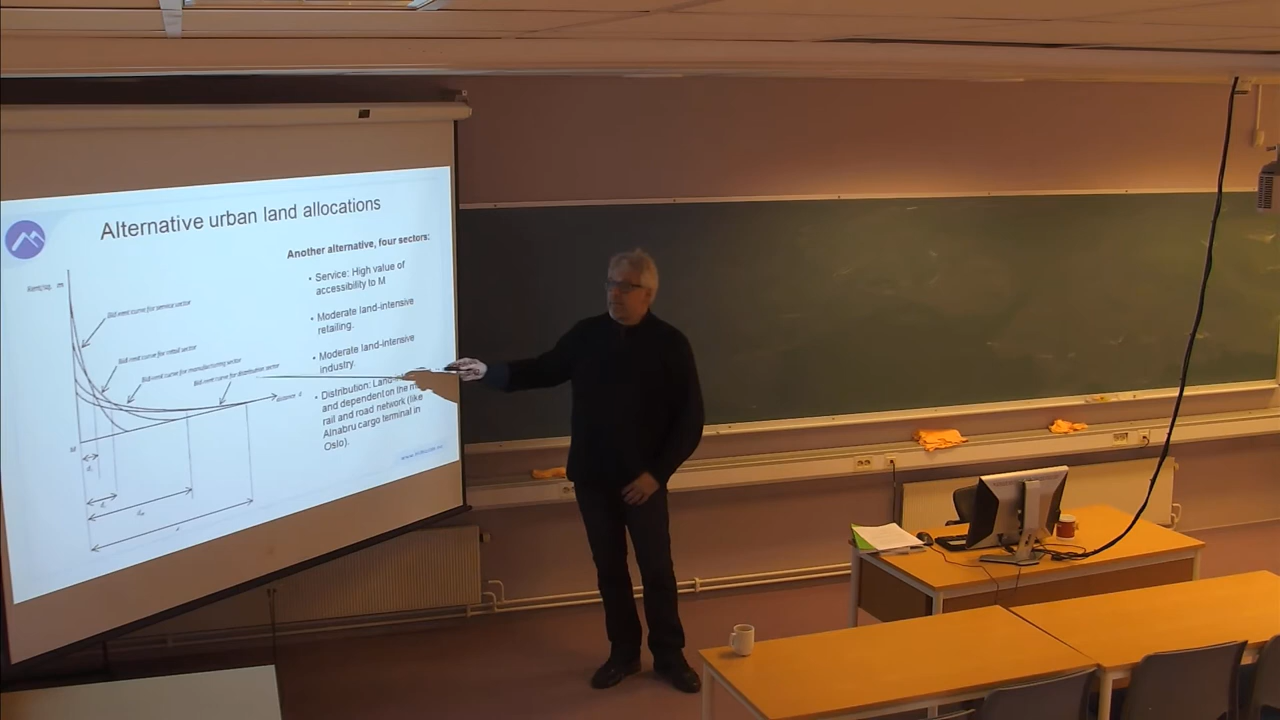 Alternative urban land allocations
Another alternative, four sectors:
• Service: High value of
accessibility to M
• Moderate land-intensive
retailing.
• Moderate land-intensive
industry.
• Distribution: Land-
and dependent on the
rail and road network (like
Alnabru cargo terminal in
Oslo).
Rent/sq. m
Bid-rent curve for service sector
Bid-rent curve for retail sector
Bid-rent curve for manufacturing sector
Bid-rent curve for distribution sector
distance d
M